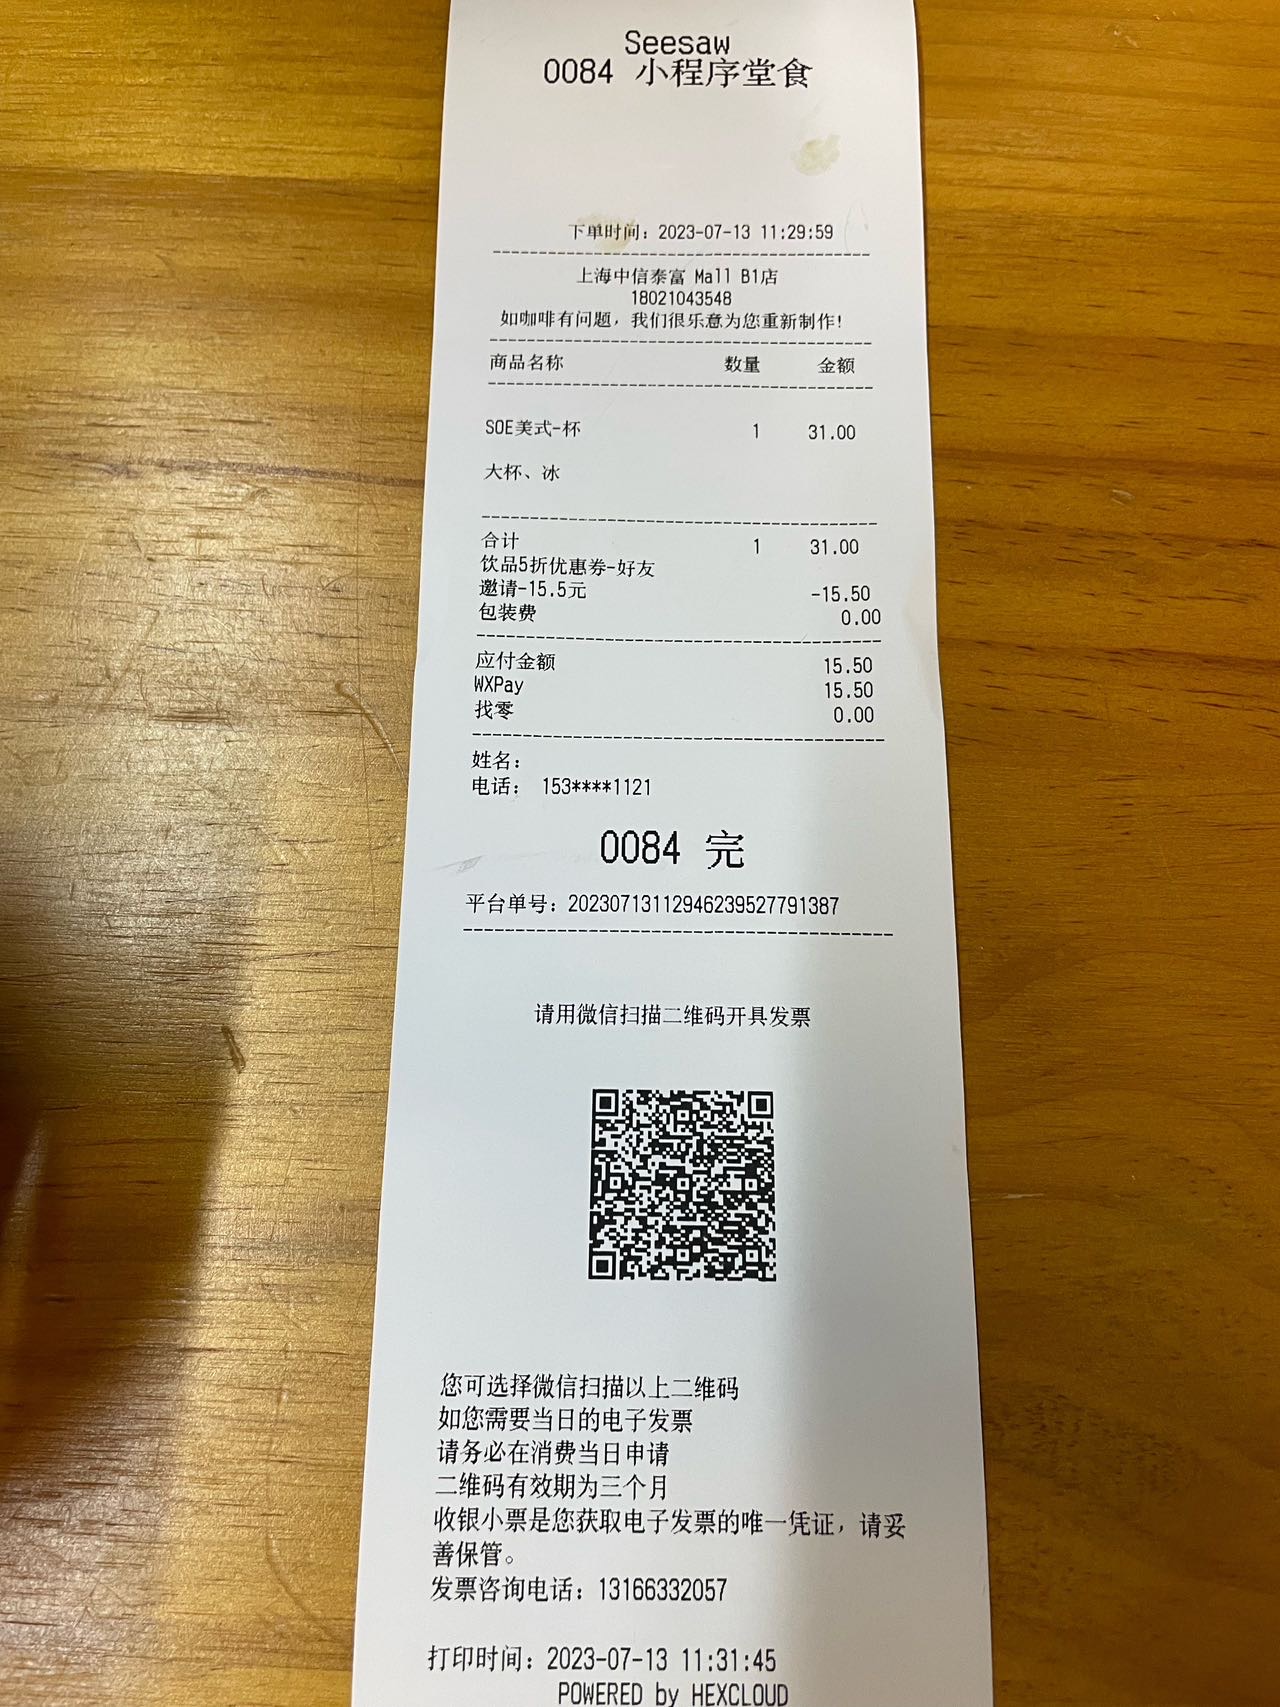 Seesaw
0084 小程序堂食
下单时间：2023-07-13 11:29:59
上海中信泰富 Mall B1店
18021043548
如咖啡有问题，我们很乐意为您重新制作！
商品名称 数量 金额
SOE美式-杯 1 31.00
大杯、冰
合计 1 31.00
饮品5折优惠券-好友
邀请-15.5元 -15.50
包装费 0.00
应付金额 15.50
WXPay 15.50
找零 0.00
姓名：
电话： 153****1121
0084 完
平台单号：20230713112946239527791387
请用微信扫描二维码开具发票
您可选择微信扫描以上二维码
如您需要当日的电子发票
请务必在消费当日申请
二维码有效期为三个月
收银小票是您获取电子发票的唯一凭证，请妥
善保管。
发票咨询电话：13166332057
打印时间：2023-07-13 11:31:45
POWERED by HEXCLOUD